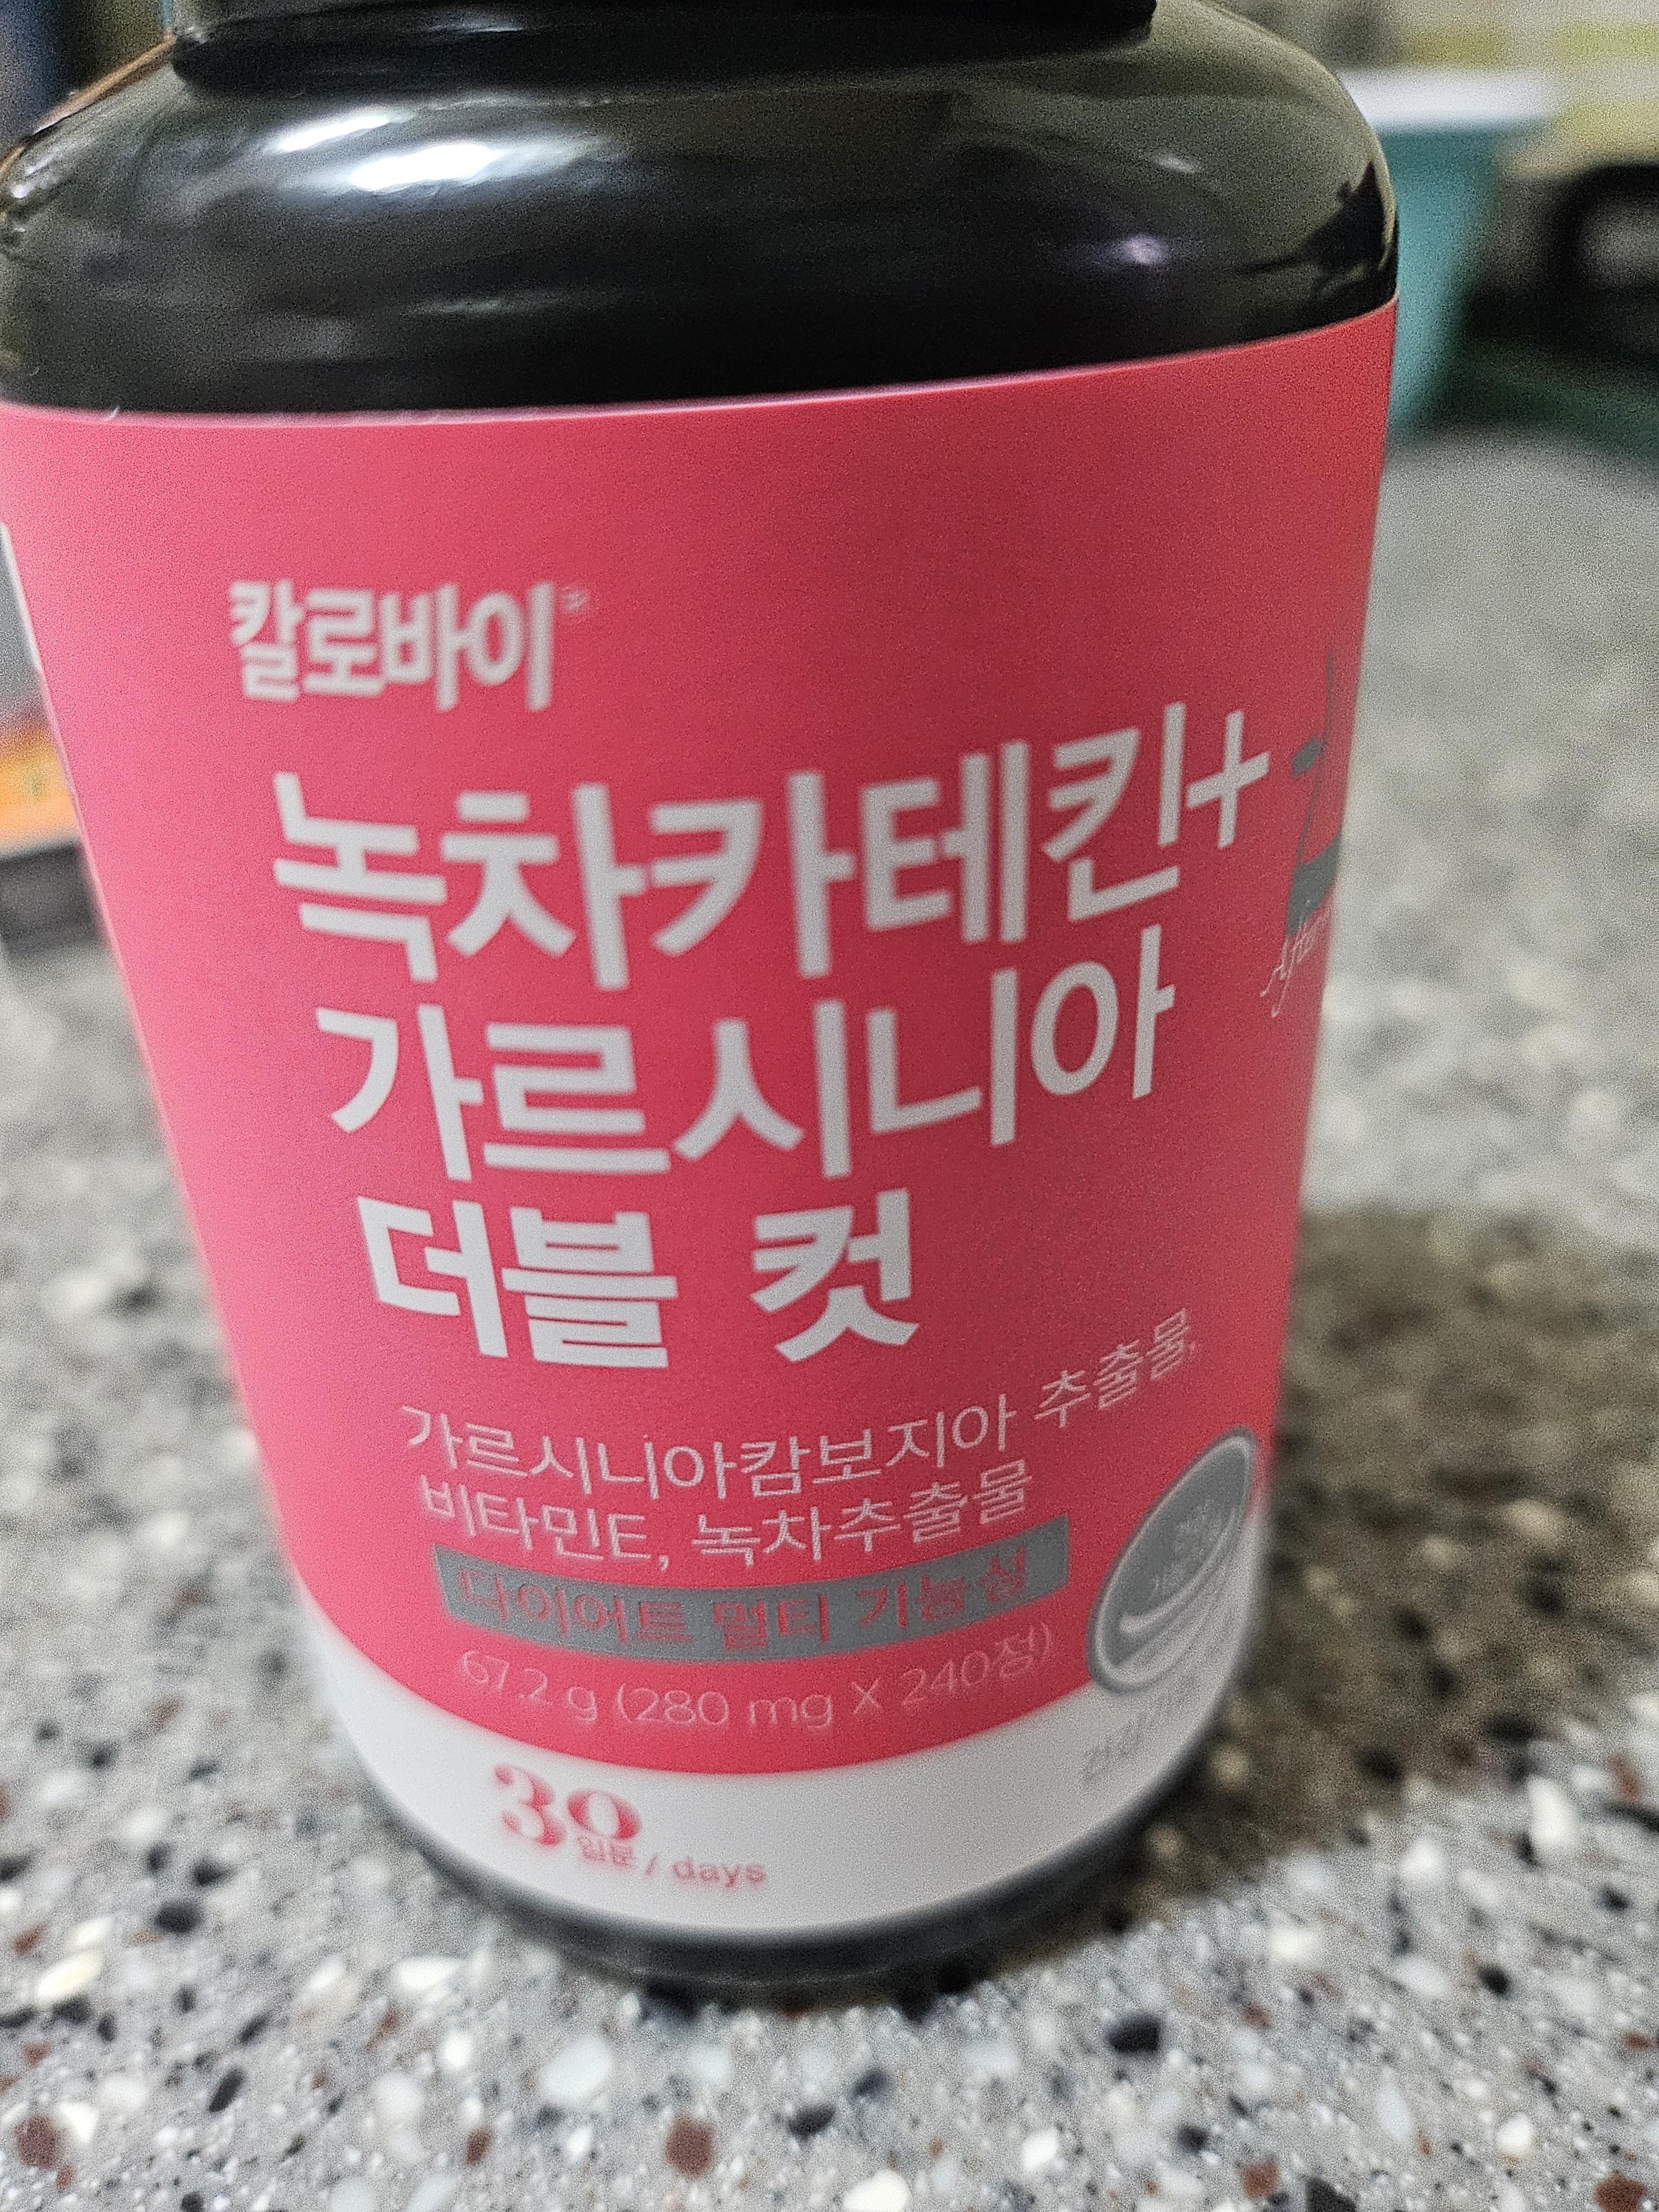 칼로바이
녹차카테킨+
가르시니아
더블 컷
가르시니아캄보지아 추출물,
비타민E, 녹차추출물
다이어트 멀티 기능성
67.2 g (280 mg X 240정)
30
일분 / days
After